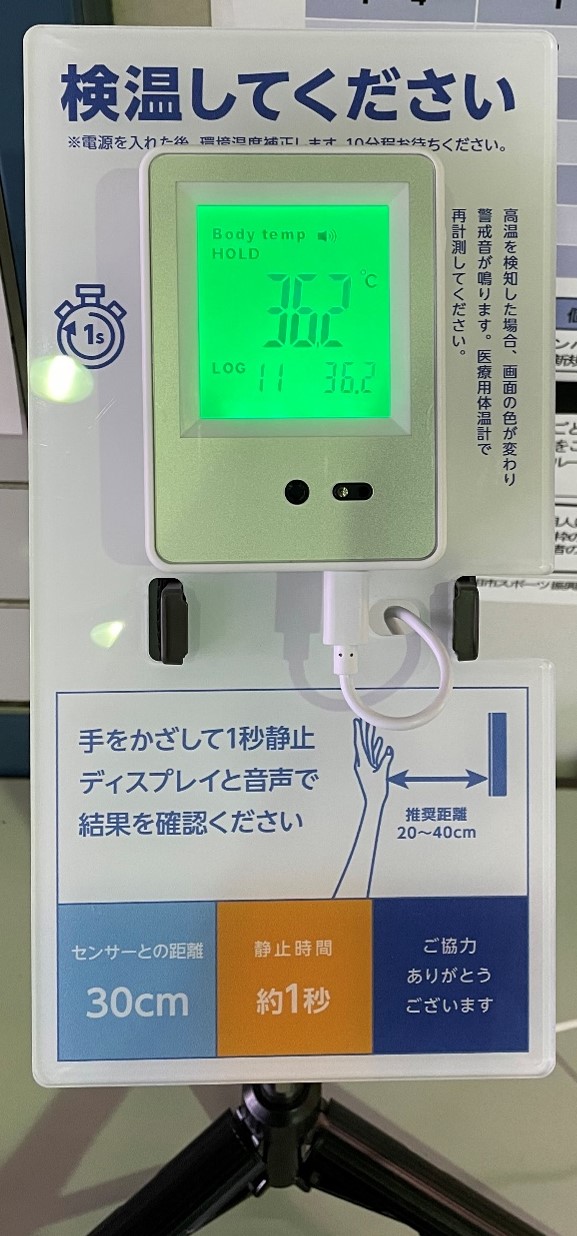 検温してください
※電源を入れた後、環境温度補正します。10分程お待ちください。
Body temp
HOLD
36.2 ℃
LOG 11 36.2
1s
高温を検知した場合、画面の色が変わり
警戒音が鳴ります。医療用体温計で
再計測してください。
手をかざして1秒静止
ディスプレイと音声で
結果を確認ください
推奨距離
20〜40cm
センサーとの距離
30cm
静止時間
約1秒
ご協力
ありがとう
ございます